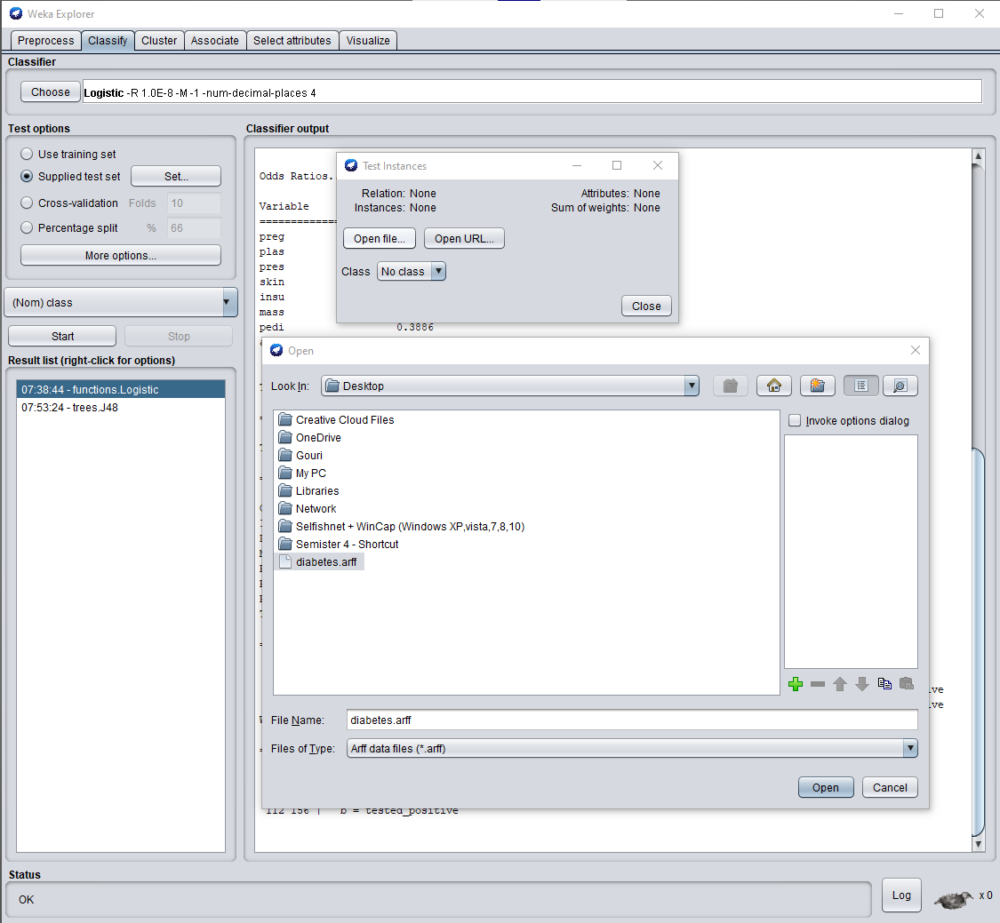 Weka Explorer
Preprocess Classify Cluster Associate Select attributes Visualize
Classifier
Choose Logistic -R 1.0E-8 -M -1 -num-decimal-places 4
Test options
Use training set
Supplied test set Set...
Cross-validation Folds 10
Percentage split % 66
More options...
(Nom) class
Start Stop
Result list (right-click for options)
07:38:44 - functions.Logistic
07:53:24 - trees.J48
Classifier output
Odds Ratios.
Variable
preg
plas
pres
skin
insu
mass
pedi 0.3886
Test Instances
Relation: None Attributes: None
Instances: None Sum of weights: None
Open file... Open URL...
Class No class
Close
Open
Look In: Desktop
Creative Cloud Files
OneDrive
Gouri
My PC
Libraries
Network
Selfishnet + WinCap (Windows XP,vista,7,8,10)
Semister 4 - Shortcut
diabetes.arff
Invoke options dialog
File Name: diabetes.arff
Files of Type: Arff data files (*.arff)
Open Cancel
112 156 | b = tested_positive
Status
OK
Log x 0